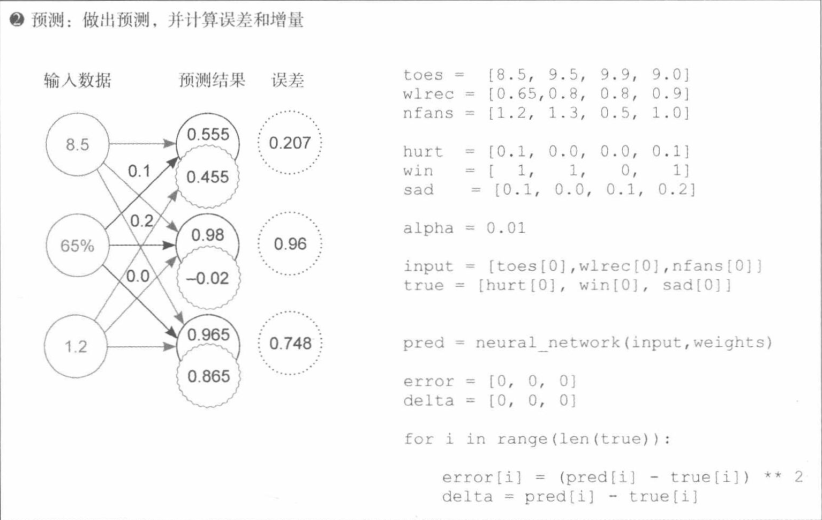 ❷ 预测：做出预测，并计算误差和增量
输入数据 预测结果 误差
8.5 0.555 0.207
0.1 0.455
0.2
65% 0.98 0.96
0.0 –0.02
1.2 0.965 0.748
0.865
toes = [8.5, 9.5, 9.9, 9.0]
wlrec = [0.65,0.8, 0.8, 0.9]
nfans = [1.2, 1.3, 0.5, 1.0]
hurt = [0.1, 0.0, 0.0, 0.1]
win = [ 1, 1, 0, 1]
sad = [0.1, 0.0, 0.1, 0.2]
alpha = 0.01
input = [toes[0],wlrec[0],nfans[0]]
true = [hurt[0], win[0], sad[0]]
pred = neural_network(input,weights)
error = [0, 0, 0]
delta = [0, 0, 0]
for i in range(len(true)):
error[i] = (pred[i] - true[i]) ** 2
delta = pred[i] - true[i]